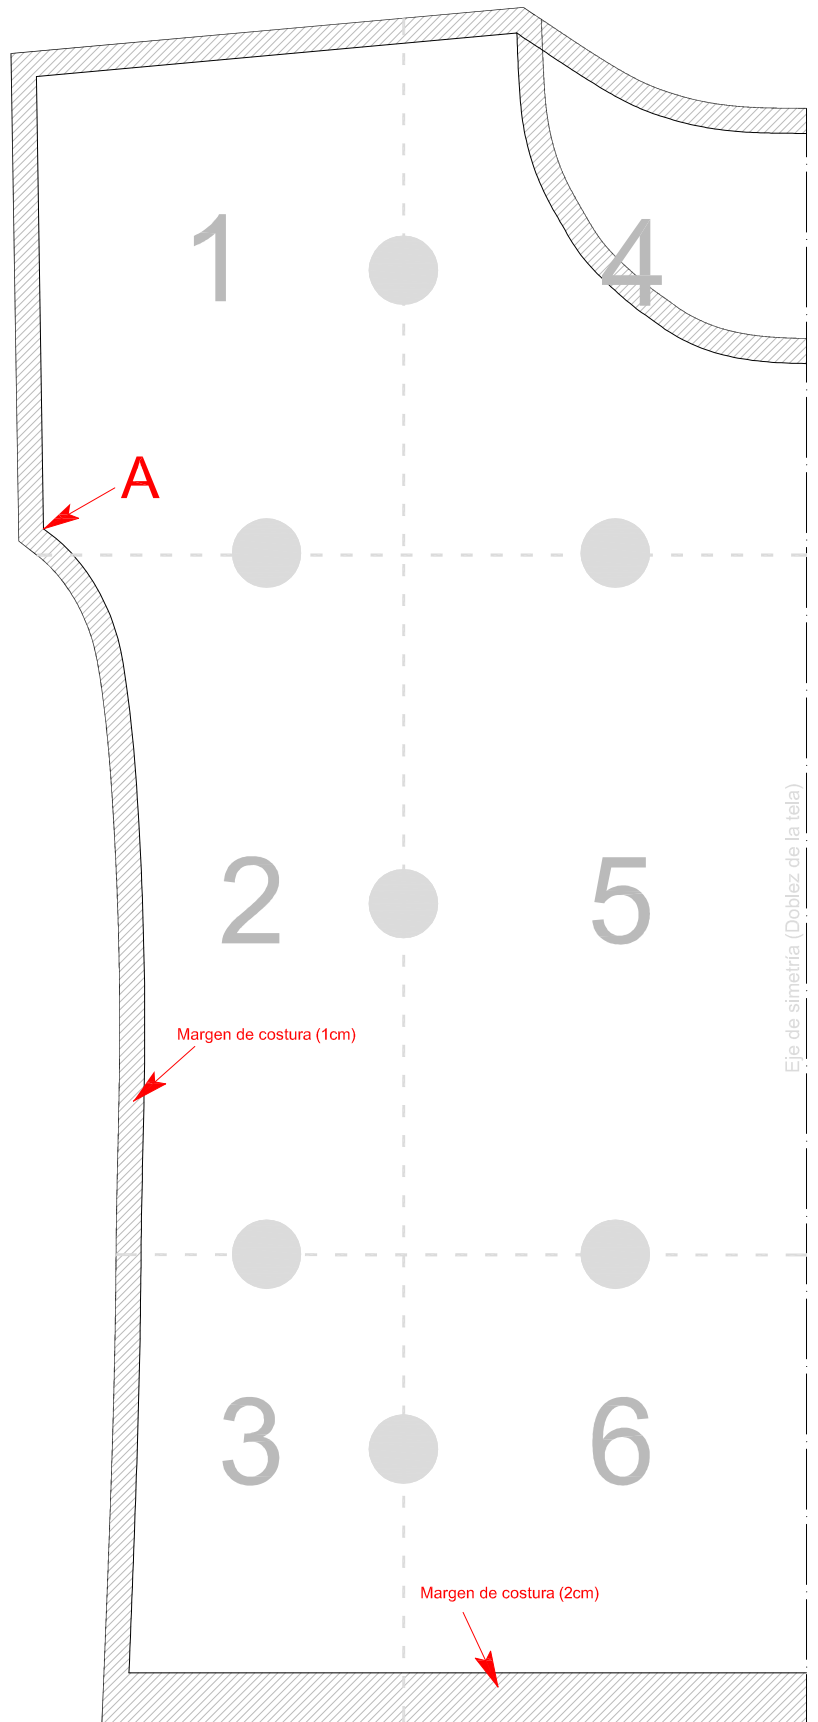 1
4
A
2
5
Eje de simetría (Doblez de la tela)
Margen de costura (1cm)
3
6
Margen de costura (2cm)